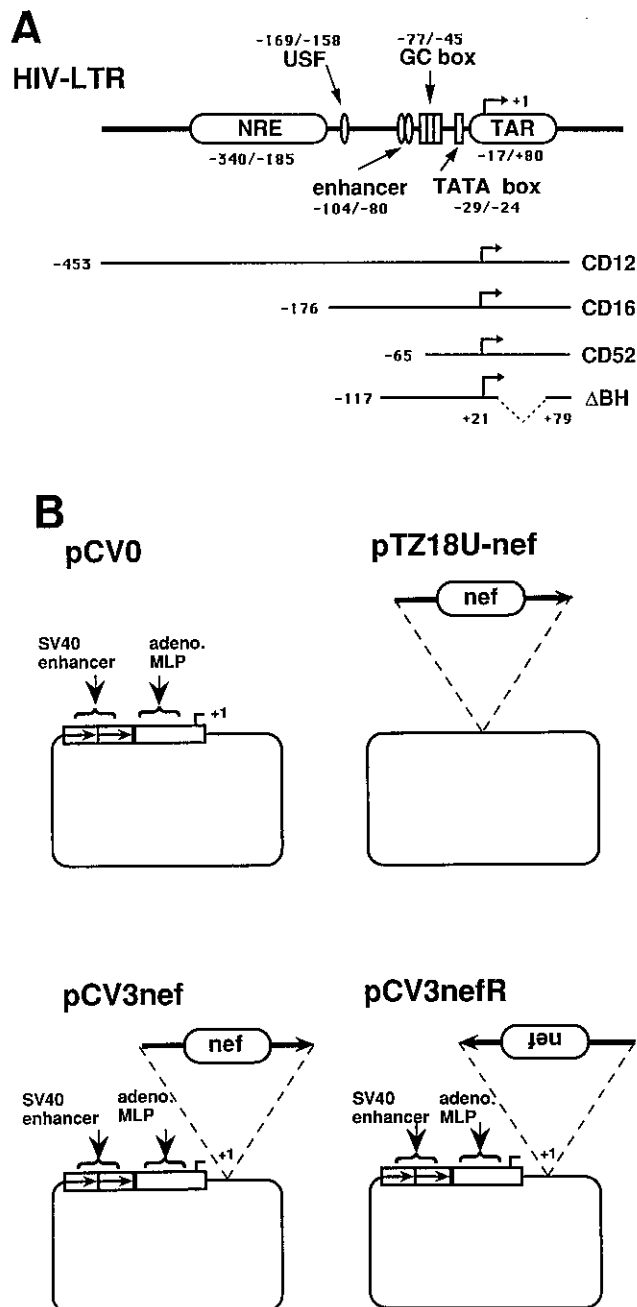 A
HIV-LTR
-169/-158
USF
-77/-45
GC box
+1
NRE
TAR
-340/-185
-17/+80
enhancer
-104/-80
TATA box
-29/-24
-453
CD12
-176
CD16
-65
CD52
-117
+21
+79
ΔBH
B
pCV0
SV40
enhancer
adeno.
MLP
+1
pTZ18U-nef
nef
pCV3nef
nef
SV40
enhancer
adeno.
MLP
+1
pCV3nefR
nef
SV40
enhancer
adeno.
MLP
+1